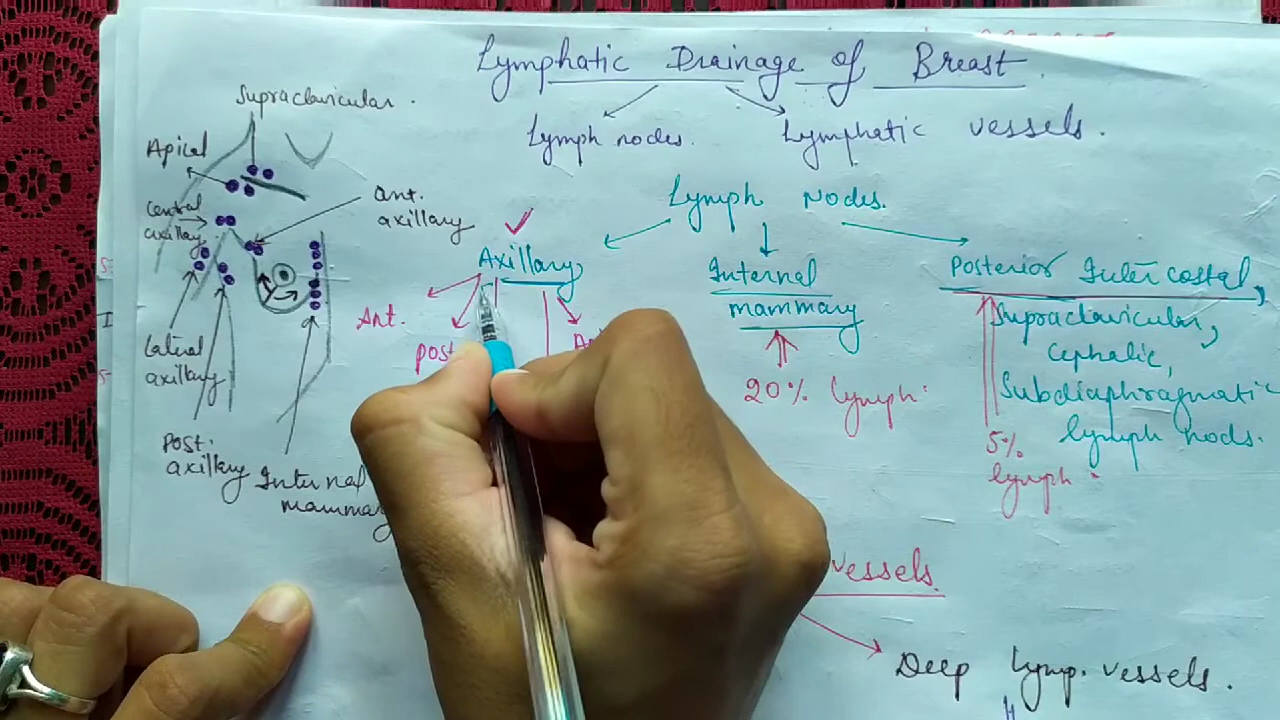 Lymphatic Drainage of Breast.
Lymph nodes.
Lymphatic vessels.
Supraclavicular.
Apical
Central
axillary
Ant.
axillary
Lateral
axillary
Post.
axillary
Internal
mammary
Lymph Nodes.
Axillary
Ant.
post
Internal
mammary
20% lymph.
Posterior Intercostal,
Supraclavicular,
Cephalic,
Subdiaphragmatic
lymph nods.
5%
lymph.
vessels.
Deep lymp. vessels.